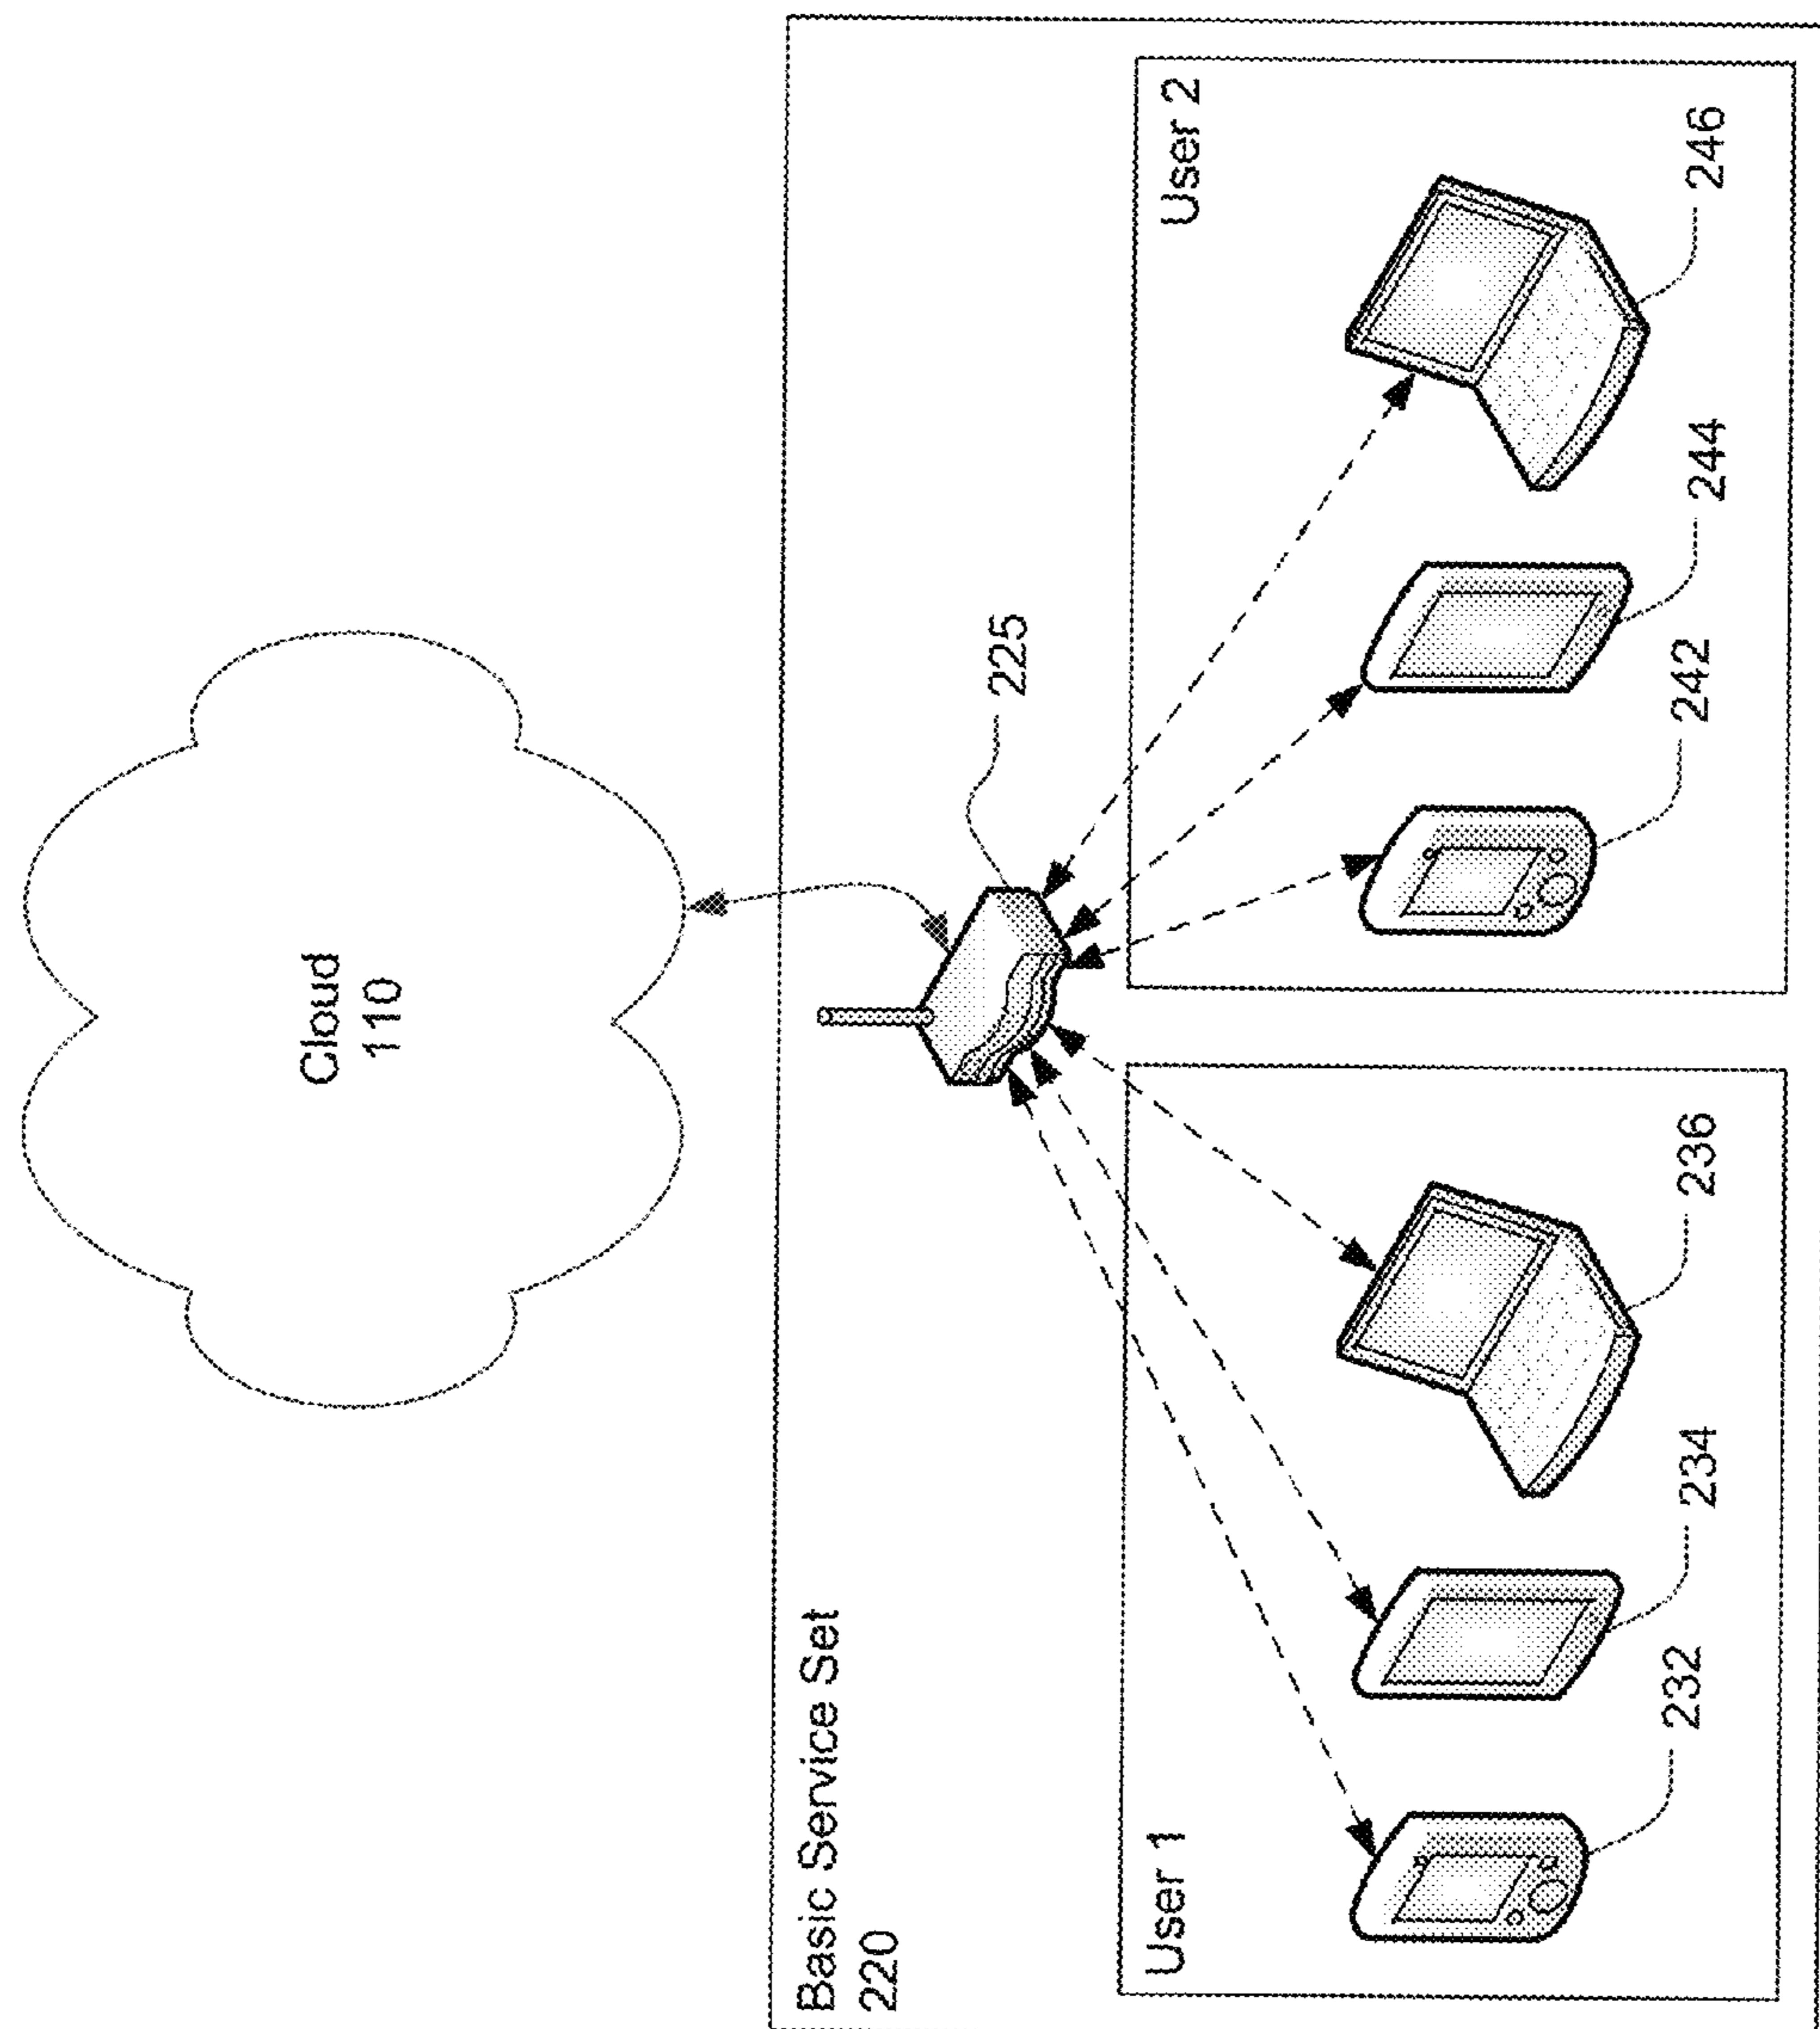 Cloud
110
Basic Service Set
220
225
User 1
232
234
236
User 2
242
244
246